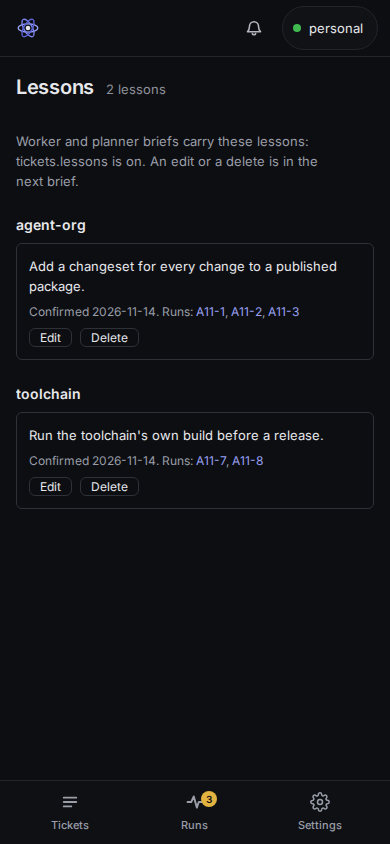 personal
Lessons 2 lessons
Worker and planner briefs carry these lessons:
tickets.lessons is on. An edit or a delete is in the
next brief.
agent-org
Add a changeset for every change to a published
package.
Confirmed 2026-11-14. Runs: A11-1, A11-2, A11-3
Edit Delete
toolchain
Run the toolchain's own build before a release.
Confirmed 2026-11-14. Runs: A11-7, A11-8
Edit Delete
3
Tickets Runs Settings